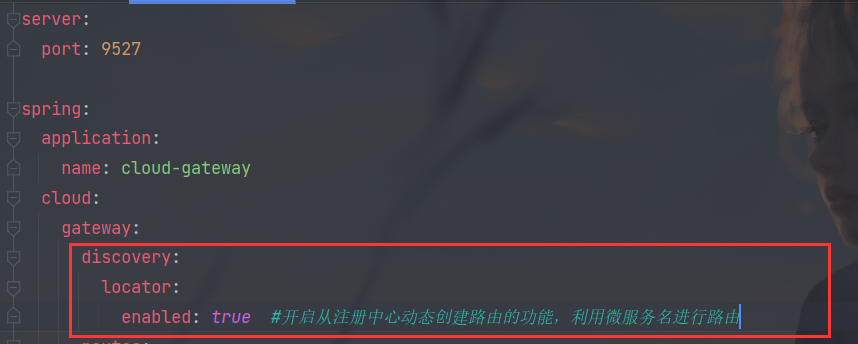 server:
port: 9527
spring:
application:
name: cloud-gateway
cloud:
gateway:
discovery:
locator:
enabled: true #开启从注册中心动态创建路由的功能，利用微服务名进行路由